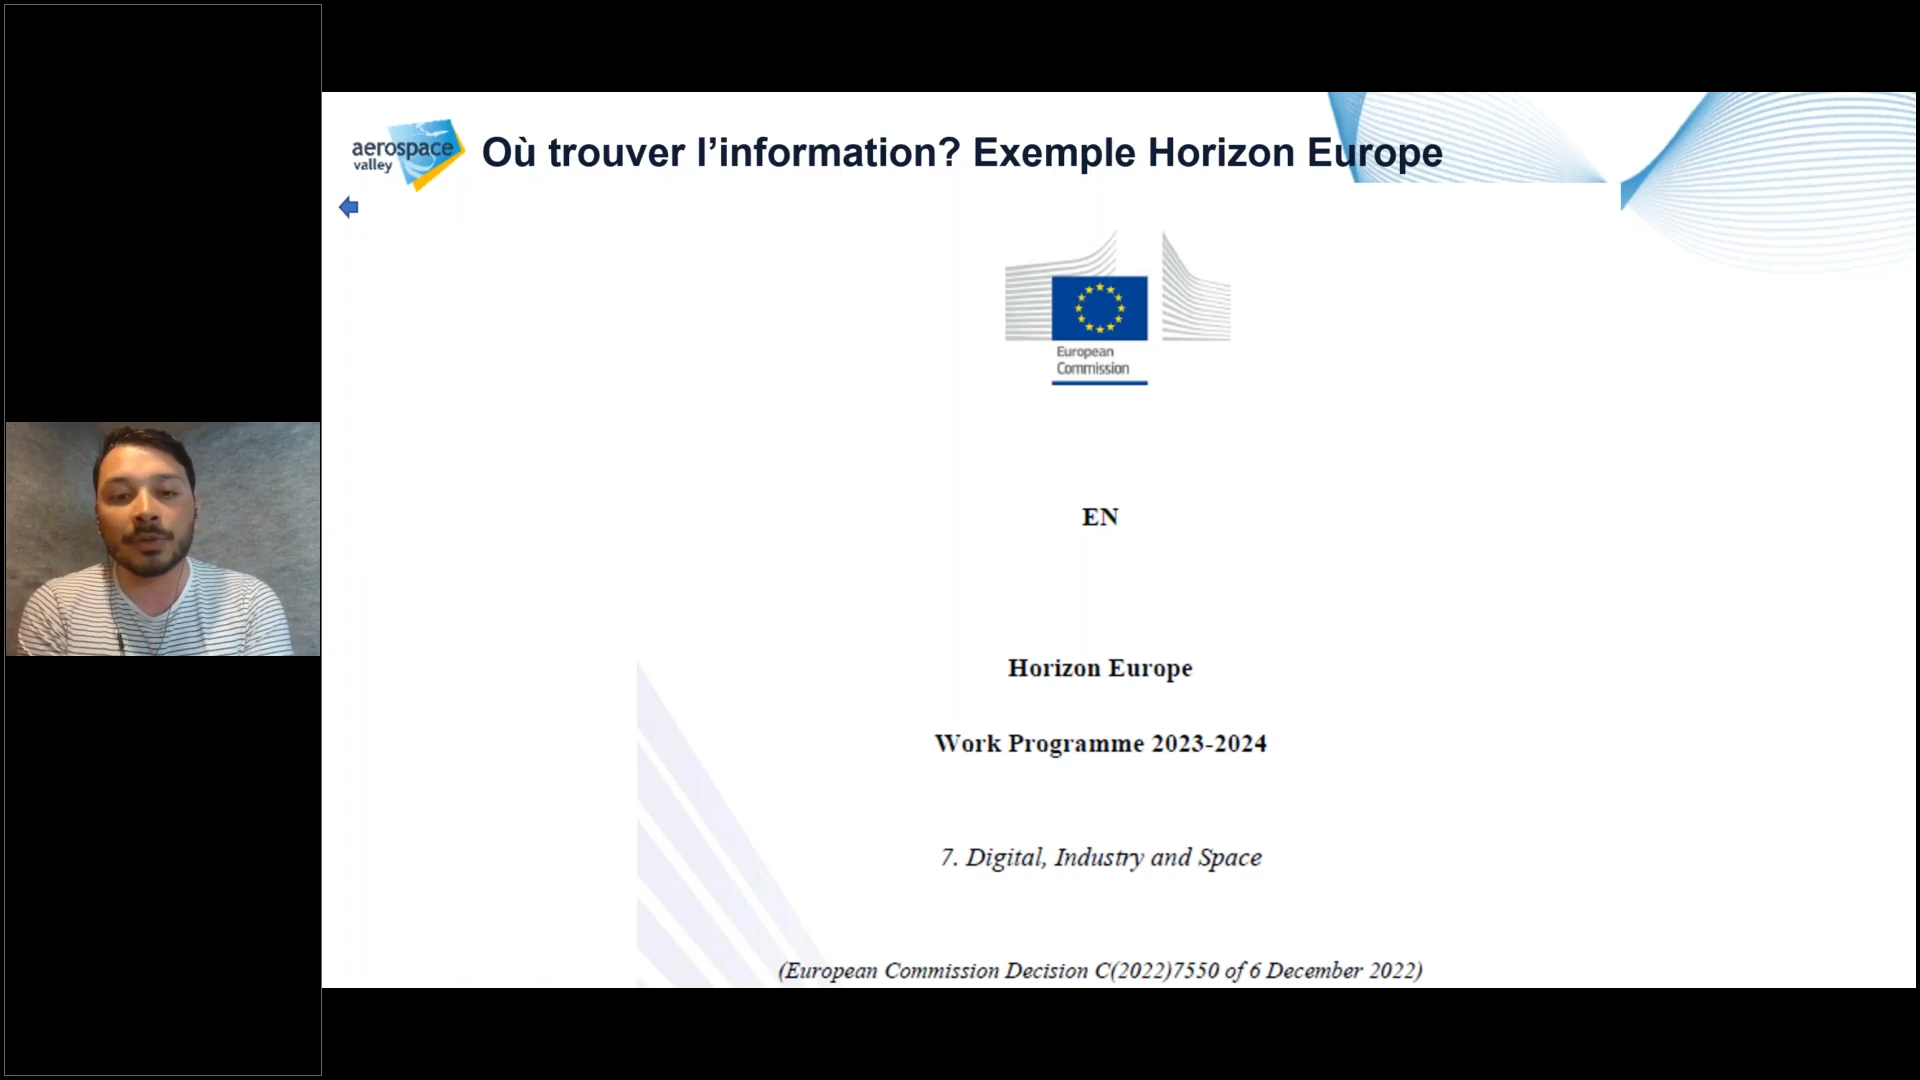 aerospace
valley
Où trouver l’information? Exemple Horizon Europe
European
Commission
EN
Horizon Europe
Work Programme 2023-2024
7. Digital, Industry and Space
(European Commission Decision C(2022)7550 of 6 December 2022)